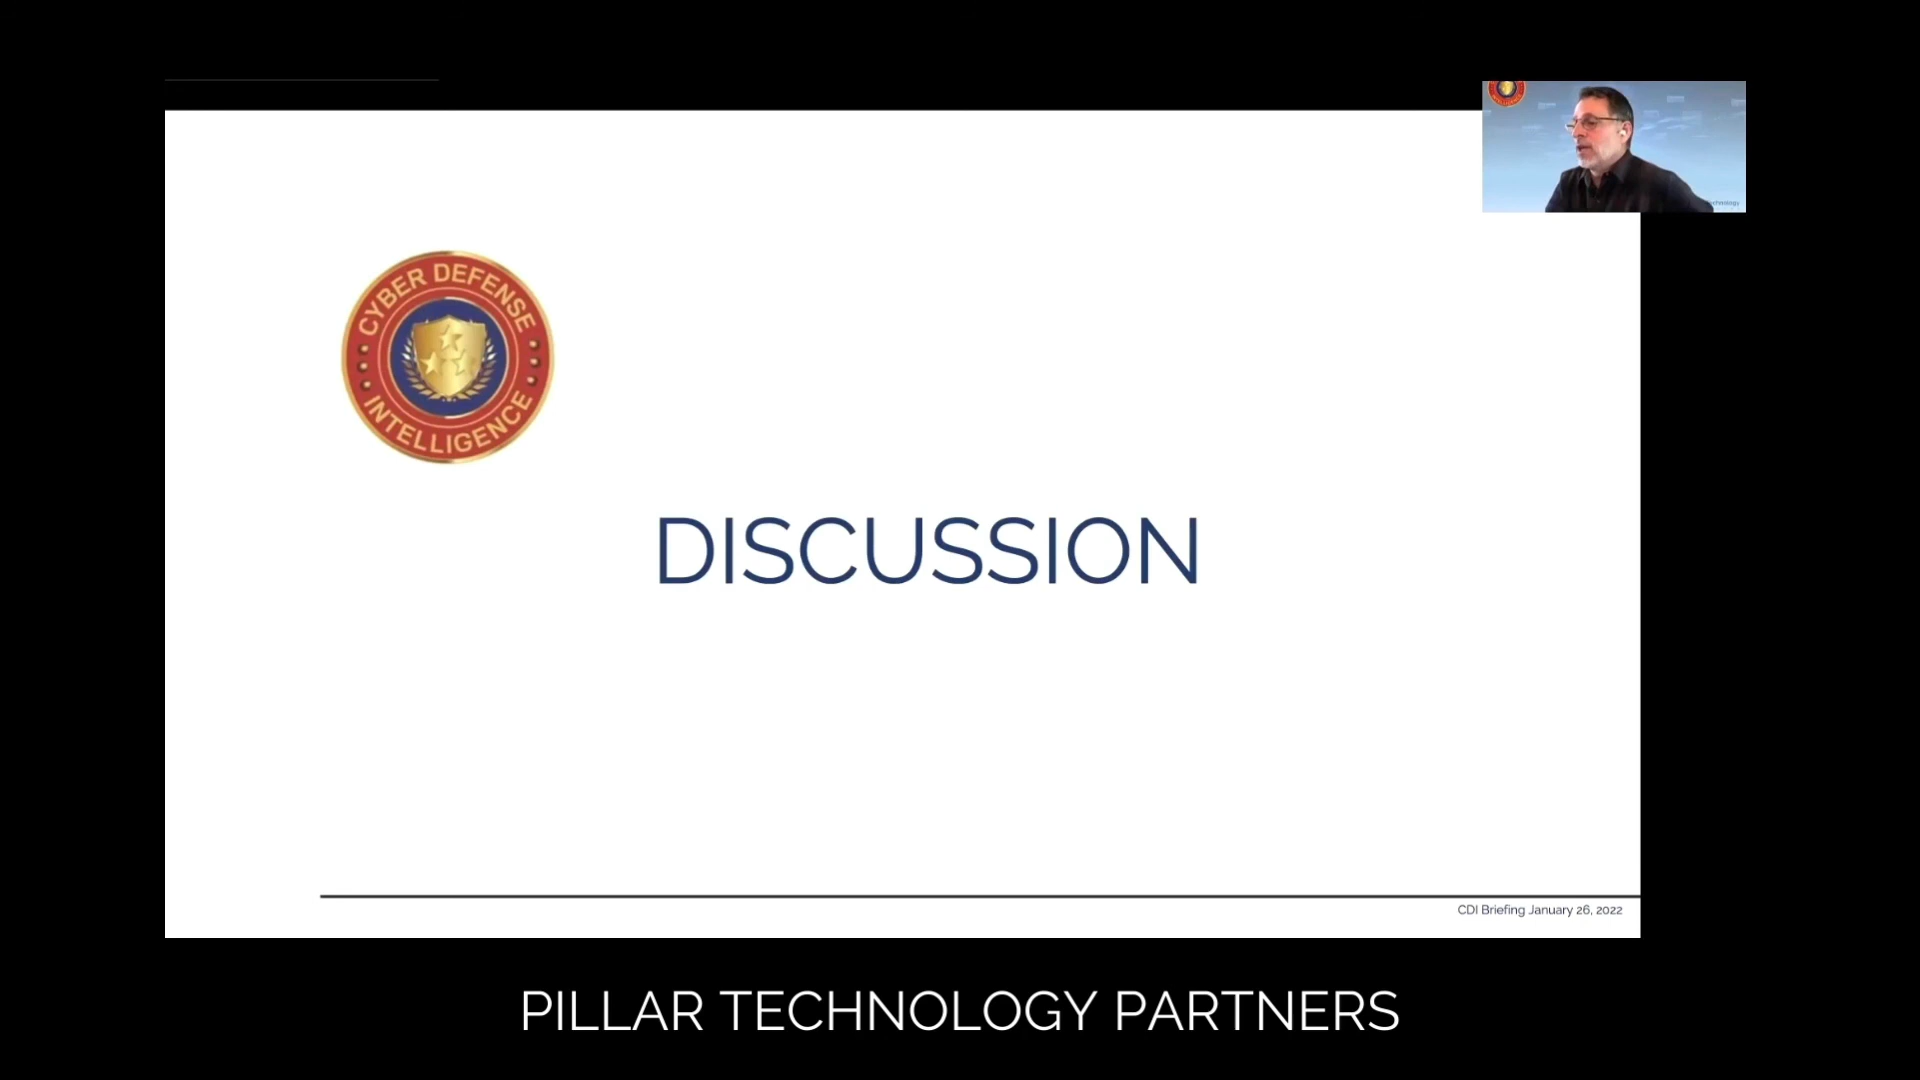 CYBER DEFENSE
INTELLIGENCE
DISCUSSION
CDI Briefing January 26, 2022
PILLAR TECHNOLOGY PARTNERS